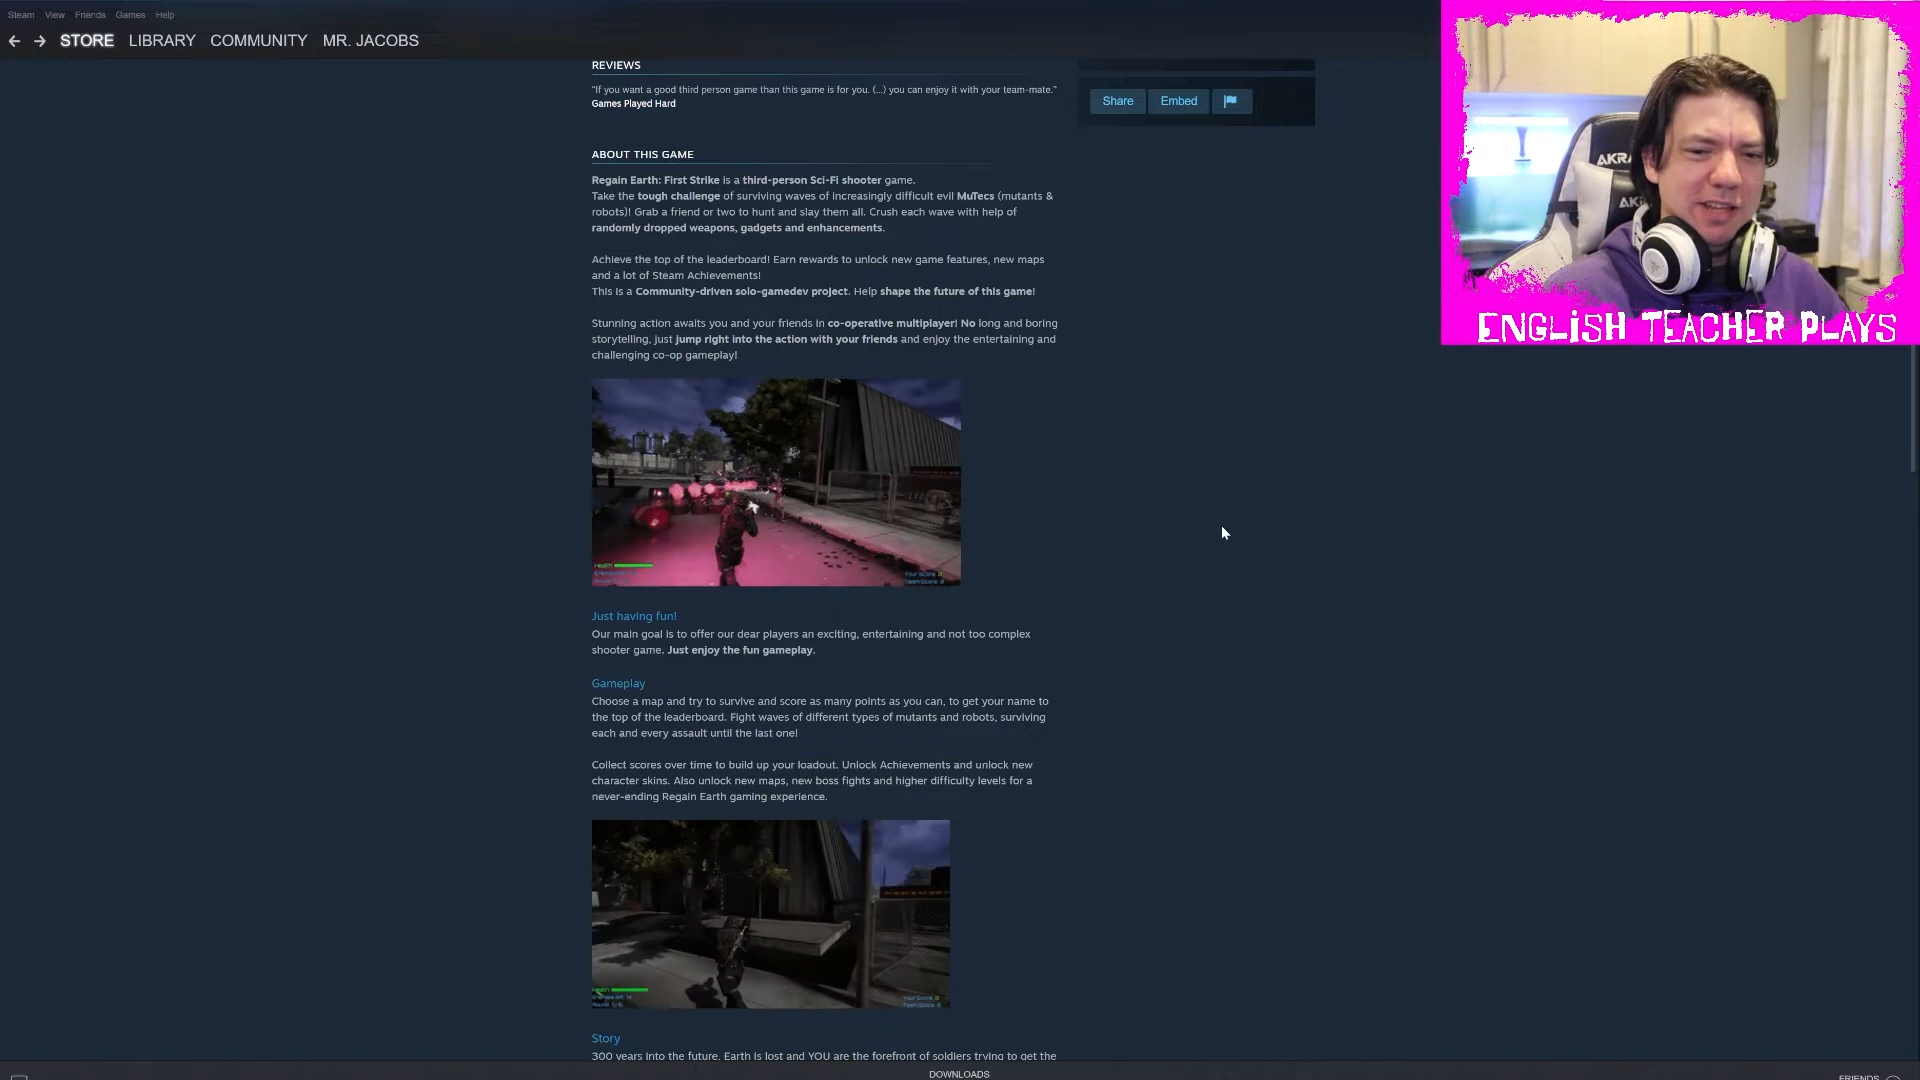 Steam View Friends Games Help
STORE LIBRARY COMMUNITY MR. JACOBS
REVIEWS
“If you want a good third person game than this game is for you. (...) you can enjoy it with your team-mate.”
Games Played Hard
Share Embed
ABOUT THIS GAME
Regain Earth: First Strike is a third-person Sci-Fi shooter game.
Take the tough challenge of surviving waves of increasingly difficult evil MuTecs (mutants &
robots)! Grab a friend or two to hunt and slay them all. Crush each wave with help of
randomly dropped weapons, gadgets and enhancements.
Achieve the top of the leaderboard! Earn rewards to unlock new game features, new maps
and a lot of Steam Achievements!
This is a Community-driven solo-gamedev project. Help shape the future of this game!
Stunning action awaits you and your friends in co-operative multiplayer! No long and boring
storytelling, just jump right into the action with your friends and enjoy the entertaining and
challenging co-op gameplay!
Health
Your Score
Team Score
Just having fun!
Our main goal is to offer our dear players an exciting, entertaining and not too complex
shooter game. Just enjoy the fun gameplay.
Gameplay
Choose a map and try to survive and score as many points as you can, to get your name to
the top of the leaderboard. Fight waves of different types of mutants and robots, surviving
each and every assault until the last one!
Collect scores over time to build up your loadout. Unlock Achievements and unlock new
character skins. Also unlock new maps, new boss fights and higher difficulty levels for a
never-ending Regain Earth gaming experience.
Health
Your Score
Team Score
Story
300 years into the future, Earth is lost and YOU are the forefront of soldiers trying to get the
DOWNLOADS
FRIENDS
AKRA
AK
ENGLISH TEACHER PLAYS